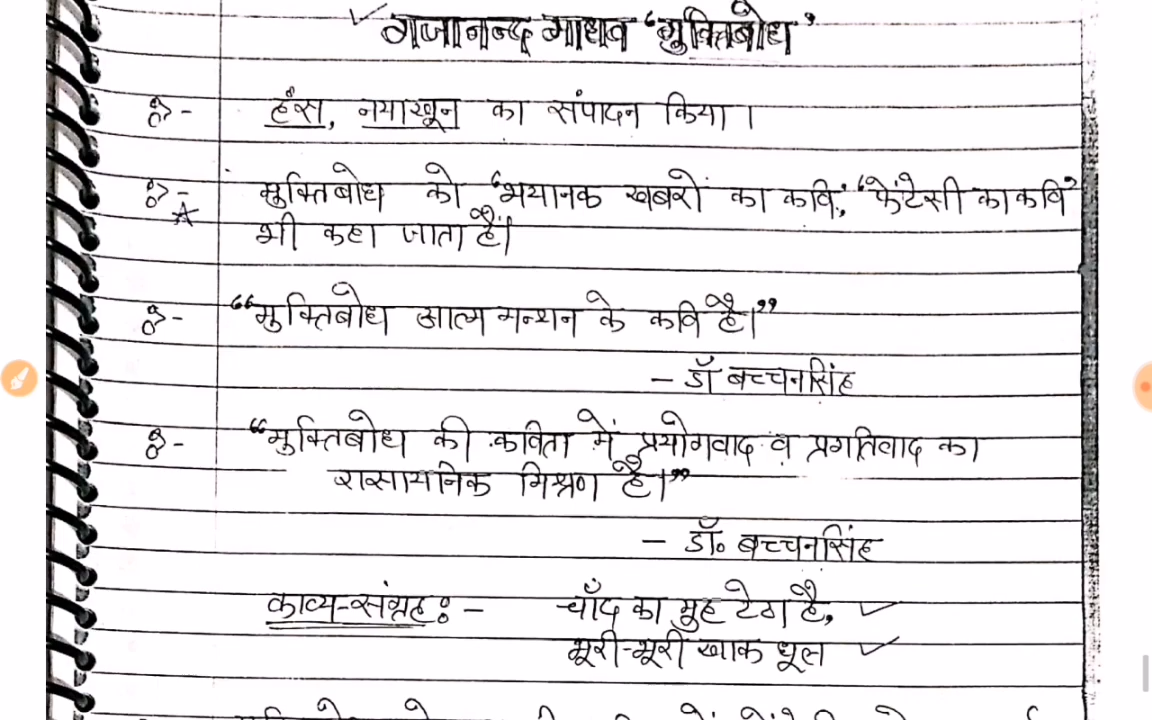 गजानन्द माधव 'मुक्तिबोध'
हंस, नयाखून का संपादन किया।
मुक्तिबोध को 'भयानक खबरों का कवि', 'फेंटेसी का कवि'
भी कहा जाता हैं।
"मुक्तिबोध आत्म मन्थन के कवि है।"
- डॉ बच्चनसिंह
"मुक्तिबोध की कविता में प्रयोगवाद व प्रगतिवाद का
रासायनिक मिश्रण है।"
- डॉ० बच्चनसिंह
काव्य-संग्रह :- चाँद का मुह टेढा है,
भूरी-भूरी खाक धूल